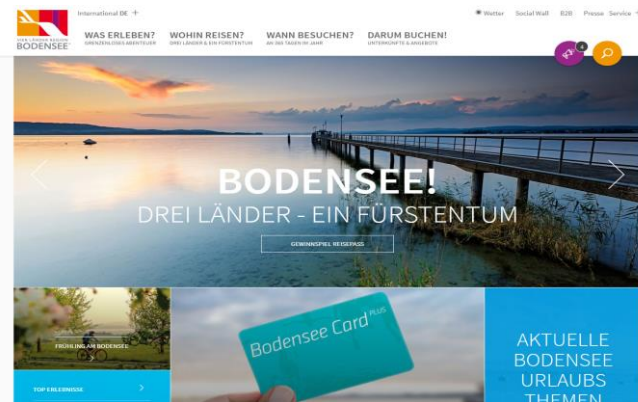 International DE +
Wetter Social Wall B2B Presse Service
VIER LÄNDER REGION
BODENSEE
WAS ERLEBEN?
GRENZENLOSES ABENTEUER
WOHIN REISEN?
DREI LÄNDER & EIN FÜRSTENTUM
WANN BESUCHEN?
AN 365 TAGEN IM JAHR
DARUM BUCHEN!
UNTERKÜNFTE & ANGEBOTE
4
BODENSEE!
DREI LÄNDER - EIN FÜRSTENTUM
GEWINNSPIEL REISEPASS
FRÜHLING AM BODENSEE
TOP ERLEBNISSE
Bodensee Card PLUS
AKTUELLE
BODENSEE
URLAUBS
THEMEN